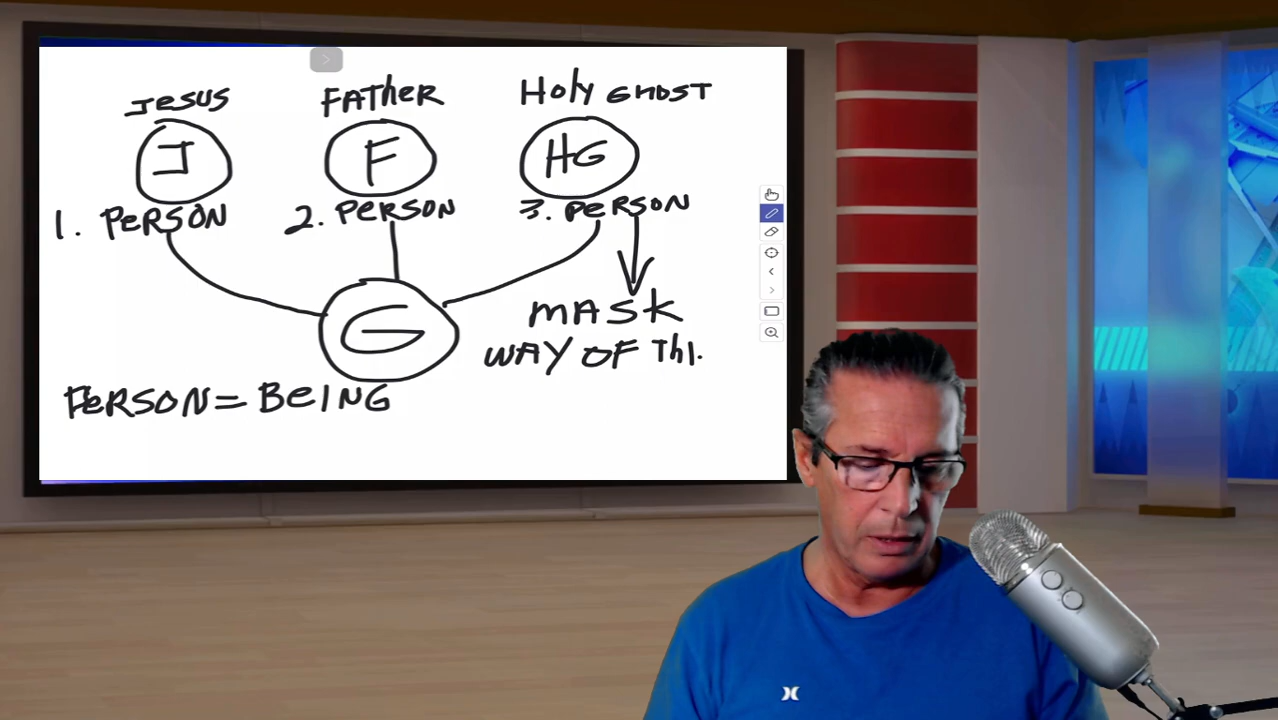 JESUS FATHER HOLY GHOST
J F HG
1. PERSON 2. PERSON 3. PERSON
G MASK
WAY OF THI.
PERSON = BEING